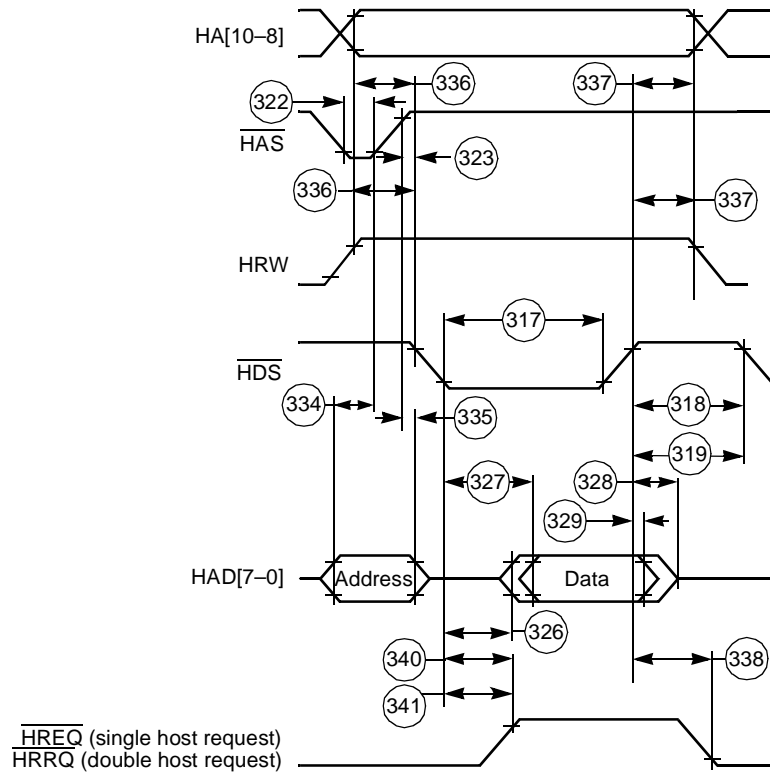 HA[10–8]
336
337
322
HAS
323
336
337
HRW
317
HDS
334
335
318
319
327
328
329
HAD[7–0]
Address
Data
326
340
338
341
HREQ (single host request)
HRRQ (double host request)